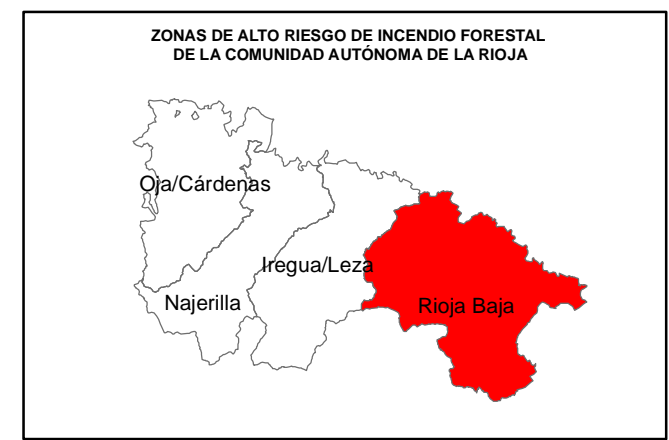 ZONAS DE ALTO RIESGO DE INCENDIO FORESTAL
DE LA COMUNIDAD AUTÓNOMA DE LA RIOJA
Oja/Cárdenas
Iregua/Leza
Najerilla
Rioja Baja